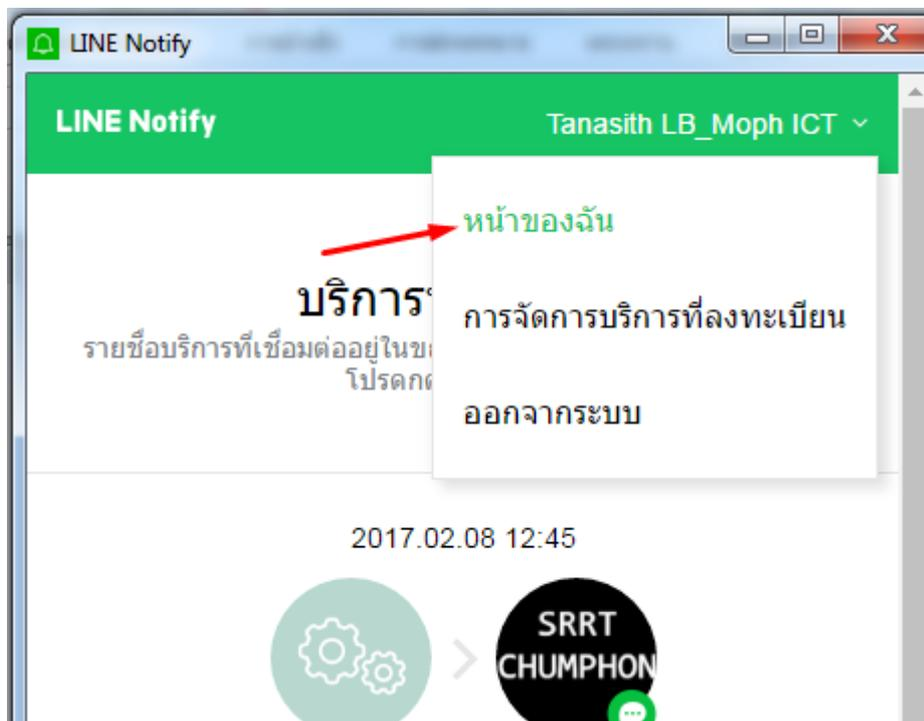 LINE Notify
LINE Notify
Tanasith LB_Moph ICT
หน้าของฉัน
บริการ
การจัดการบริการที่ลงทะเบียน
รายชื่อบริการที่เชื่อมต่ออยู่ใน
โปรดกด
ออกจากระบบ
2017.02.08 12:45
SRRT
CHUMPHON